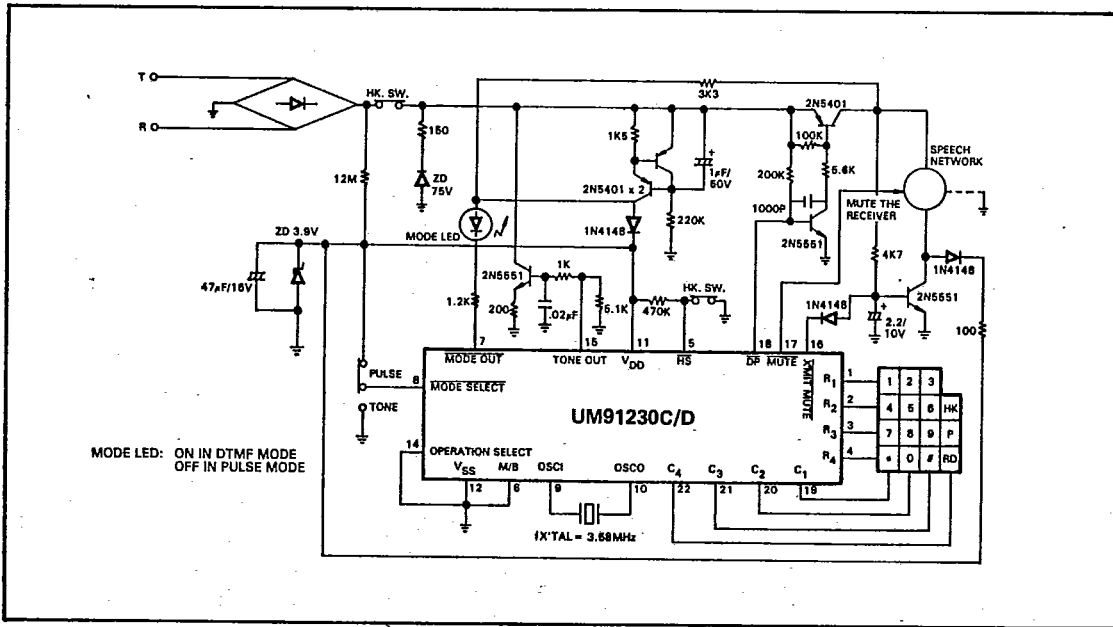 T
R
HK. SW.
150
ZD
75V
12M
ZD 3.9V
47μF/16V
MODE LED
1.2K
3K3
1K5
2N5401 x 2
1μF/
50V
220K
1N4148
2N5551
1K
200
.02μF
5.1K
470K
HK. SW.
2N5401
100K
200K
5.6K
1000P
2N5551
SPEECH
NETWORK
MUTE THE
RECEIVER
4K7
1N4148
1N4148
2N5551
2.2/
10V
100
PULSE
TONE
MODE LED: ON IN DTMF MODE
OFF IN PULSE MODE
7
15
11
5
18
17
16
MODE OUT
TONE OUT
VDD
HS
DP
MUTE
XMIT MUTE
8
MODE SELECT
UM91230C/D
14
OPERATION SELECT
VSS
M/B
OSCI
OSCO
C4
C3
C2
C1
12
6
9
10
22
21
20
19
R1
1
R2
2
R3
3
R4
4
1 2 3
4 5 6 HK
7 8 9 P
* 0 # RD
X'TAL = 3.58MHz